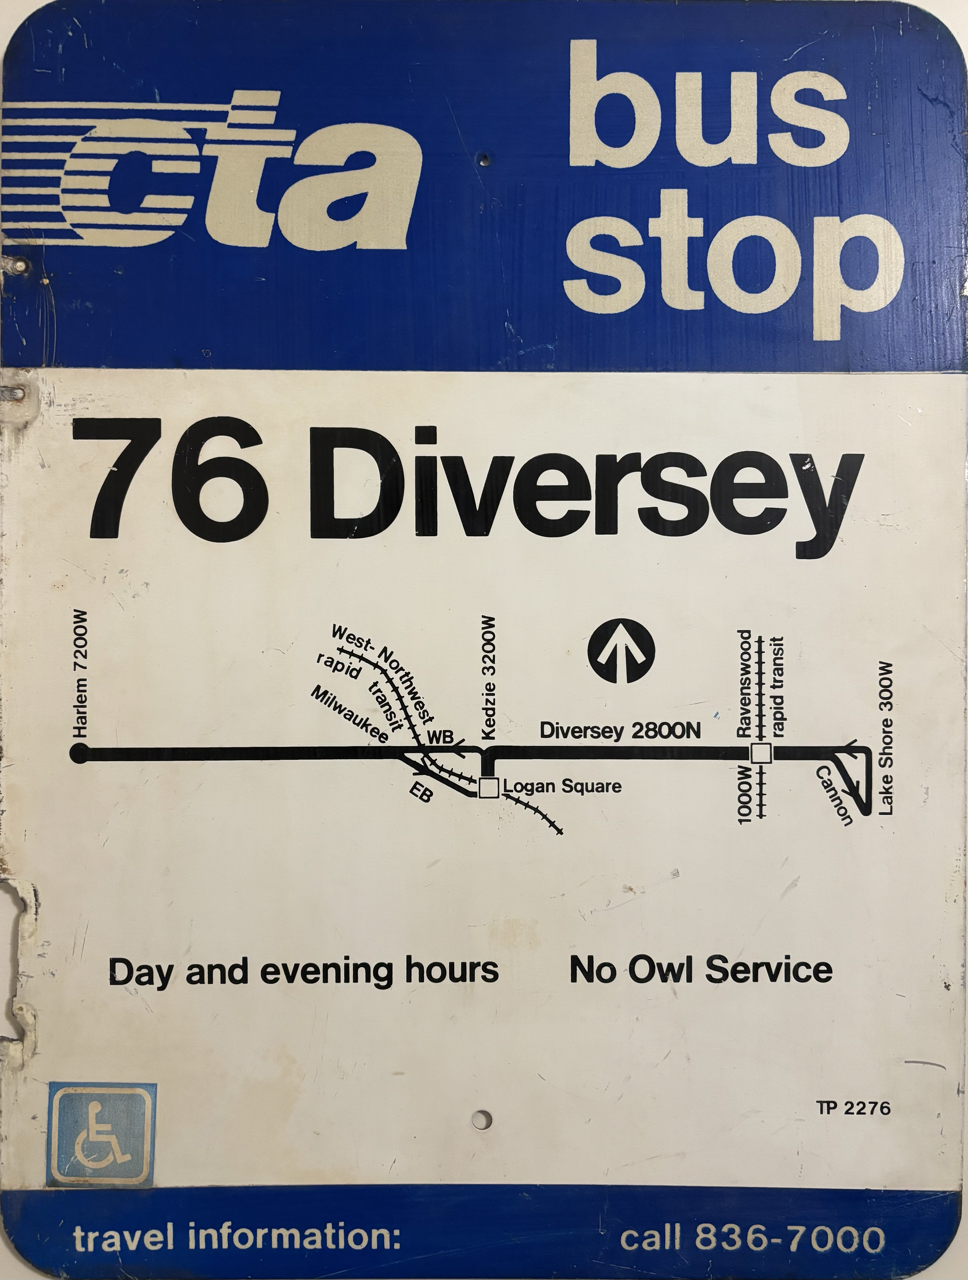 cta
bus
stop
76 Diversey
Harlem 7200W
West-Northwest
rapid transit
Milwaukee
WB
EB
Kedzie 3200W
Logan Square
Diversey 2800N
Ravenswood
rapid transit
1000W
Cannon
Lake Shore 300W
Day and evening hours
No Owl Service
TP 2276
travel information:
call 836-7000